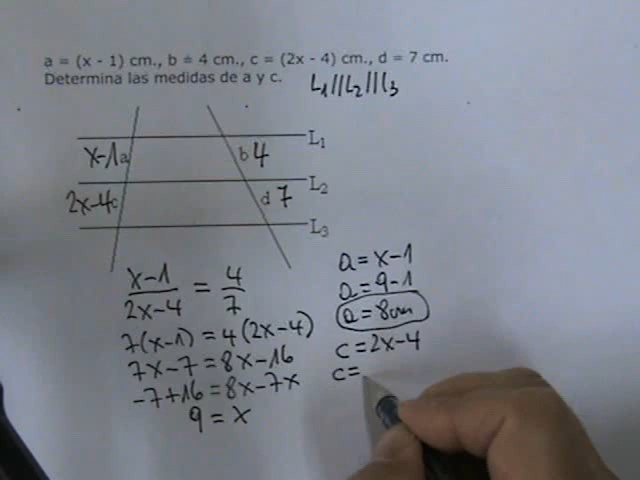 a = (x - 1) cm., b = 4 cm., c = (2x - 4) cm., d = 7 cm.
Determina las medidas de a y c.
L1//L2//L3
L1
x-1 a
b 4
L2
2x-4 c
d 7
L3
x-1 / 2x-4 = 4 / 7
7(x-1) = 4(2x-4)
7x-7 = 8x-16
-7+16 = 8x-7x
9 = x
a = x-1
a = 9-1
a = 8cm
c = 2x-4
c =